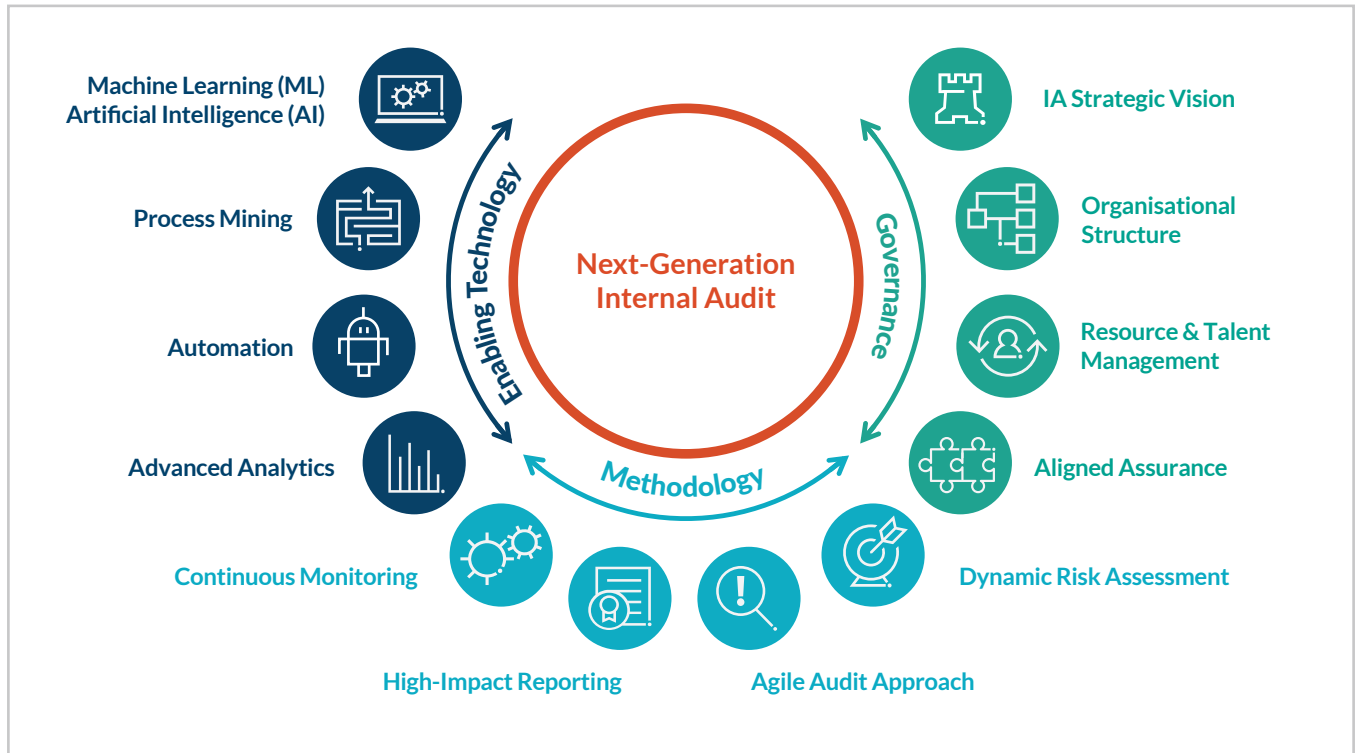 Machine Learning (ML)
Artificial Intelligence (AI)
Process Mining
Automation
Advanced Analytics
Continuous Monitoring
High-Impact Reporting
Agile Audit Approach
Dynamic Risk Assessment
Aligned Assurance
Resource & Talent
Management
Organisational
Structure
IA Strategic Vision
Enabling Technology
Methodology
Governance
Next-Generation
Internal Audit